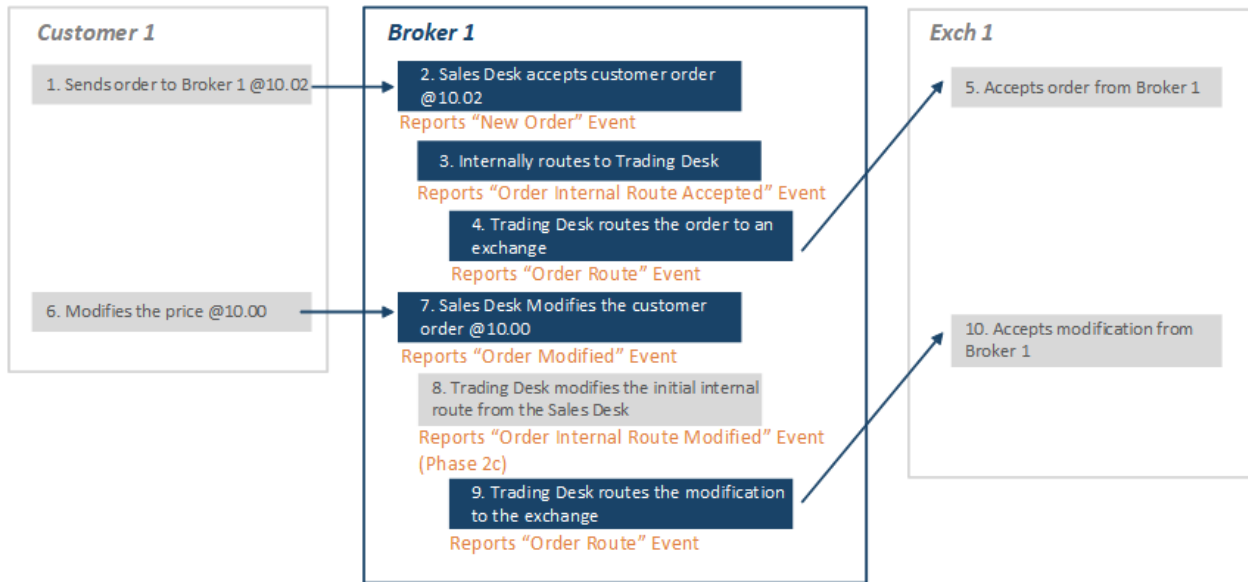 Customer 1
1. Sends order to Broker 1 @10.02
6. Modifies the price @10.00
Broker 1
2. Sales Desk accepts customer order
@10.02
Reports “New Order” Event
3. Internally routes to Trading Desk
Reports “Order Internal Route Accepted” Event
4. Trading Desk routes the order to an
exchange
Reports “Order Route” Event
7. Sales Desk Modifies the customer
order @10.00
Reports “Order Modified” Event
8. Trading Desk modifies the initial internal
route from the Sales Desk
Reports “Order Internal Route Modified” Event
(Phase 2c)
9. Trading Desk routes the modification
to the exchange
Reports “Order Route” Event
Exch 1
5. Accepts order from Broker 1
10. Accepts modification from
Broker 1